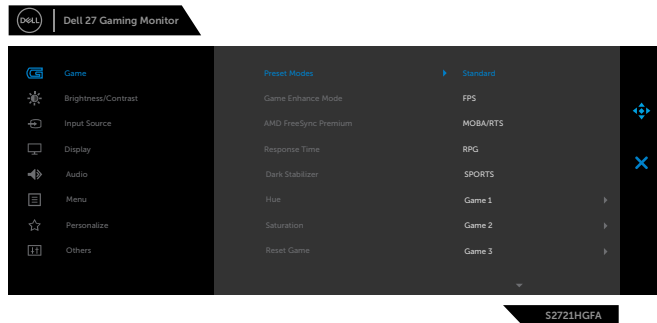 DELL
Dell 27 Gaming Monitor
Game
Preset Modes
Standard
Brightness/Contrast
Game Enhance Mode
FPS
Input Source
AMD FreeSync Premium
MOBA/RTS
Display
Response Time
RPG
Audio
Dark Stabilizer
SPORTS
Menu
Hue
Game 1
Personalize
Saturation
Game 2
Others
Reset Game
Game 3
S2721HGFA